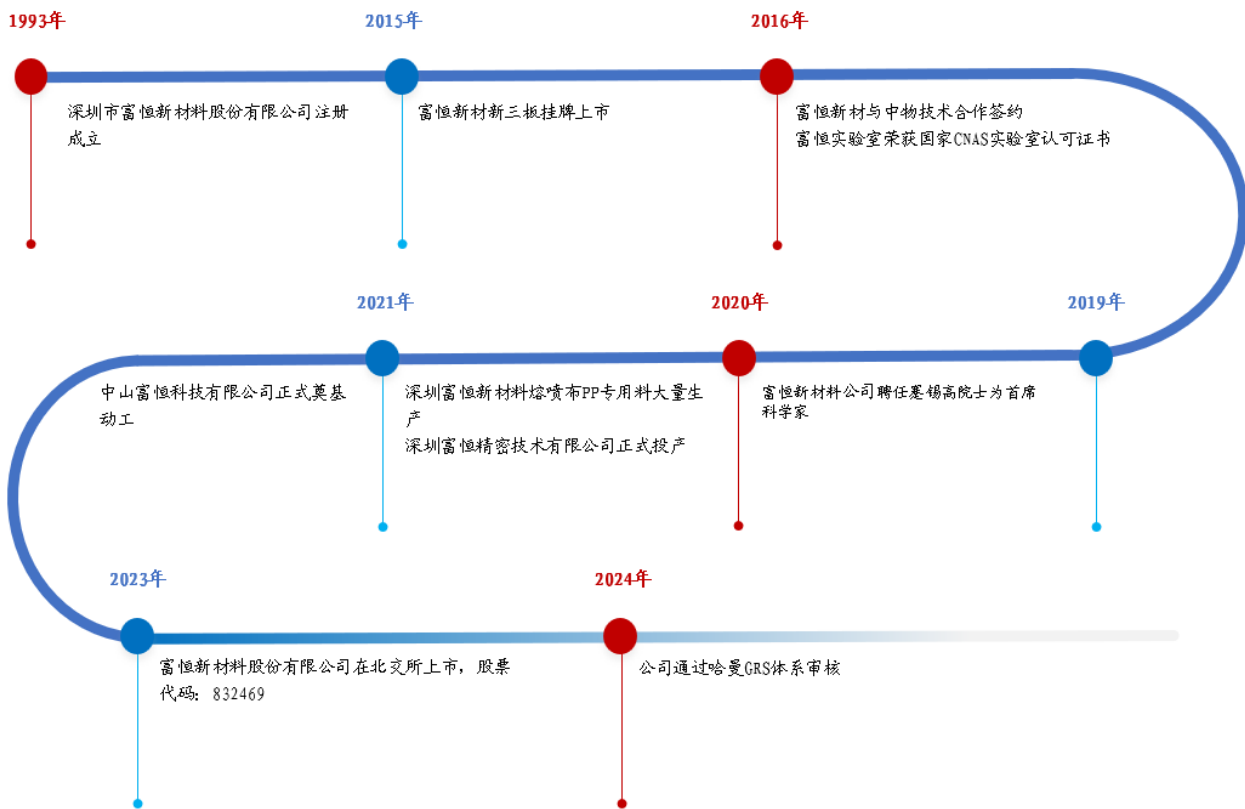 1993年
深圳市富恒新材料股份有限公司注册
成立
2015年
富恒新材新三板挂牌上市
2016年
富恒新材与中物技术合作签约
富恒实验室荣获国家CNAS实验室认可证书
2019年
富恒新材料公司聘任蹇锡高院士为首席
科学家
2020年
深圳富恒新材料熔喷布PP专用料大量生
产
深圳富恒精密技术有限公司正式投产
2021年
中山富恒科技有限公司正式奠基
动工
2023年
富恒新材料股份有限公司在北交所上市，股票
代码：832469
2024年
公司通过哈曼GRS体系审核